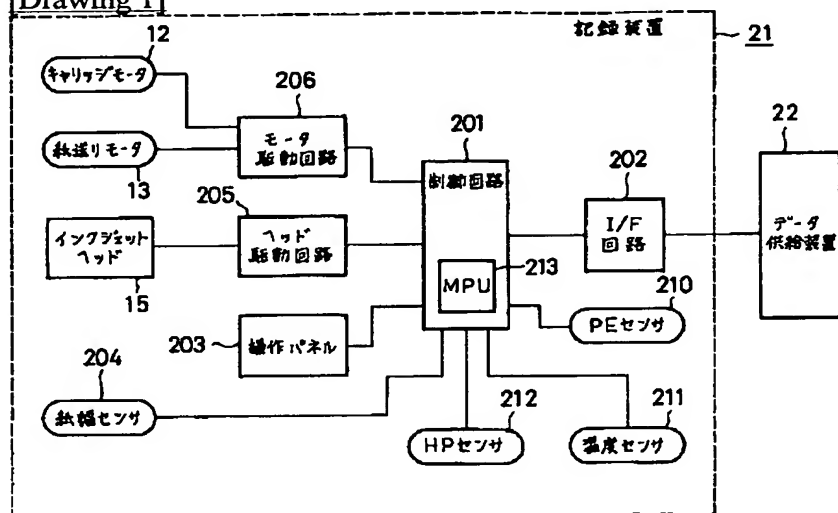 [Drawing 1]
記録装置
21
12
キャリッジモータ
206
モータ
駆動回路
紙送りモータ
13
201
制御回路
22
データ
供給装置
202
I/F
回路
205
ヘッド
駆動回路
インクジェット
ヘッド
15
MPU
213
210
PEセンサ
203
操作パネル
204
紙幅センサ
212
HPセンサ
211
温度センサ